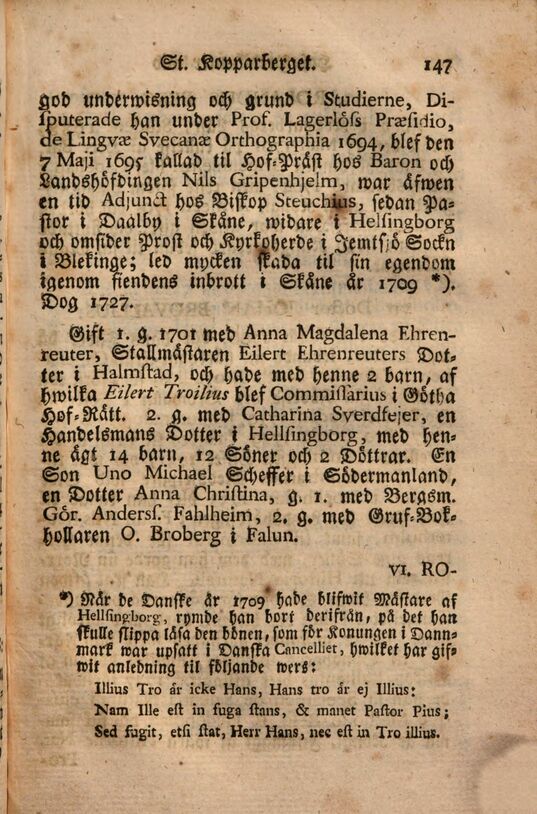 St. Kopparberget. 147
god underwisning och grund i Studierne, Di-
sputerade han under Prof. Lagerlöfs Præsidio,
de Lingvæ Svecanæ Orthographia 1694, blef den
7 Maji 1695 kallad til Hof-Präst hos Baron och
Landshöfdingen Nils Gripenhjelm, war äfwen
en tid Adjunct hos Biskop Steuchius, sedan Pa-
stor i Daalby i Skåne, widare i Helsingborg
och omsider Prost och Kyrkoherde i Jemtsjö Sockn
i Blekinge; led mycken skada til sin egendom
igenom fiendens inbrott i Skåne år 1709 *).
Dog 1727.
Gift 1. g. 1701 med Anna Magdalena Ehren-
reuter, Stallmästaren Eilert Ehrenreuters Dot-
ter i Halmstad, och hade med henne 2 barn, af
hwilka Eilert Troilius blef Commissarius i Götha
Hof-Rätt. 2. g. med Catharina Sverdfejer, en
Handelsmans Dotter i Hellsingborg, med hen-
ne ägt 14 barn, 12 Söner och 2 Döttrar. En
Son Uno Michael Scheffer i Södermanland,
en Dotter Anna Christina, g. 1. med Bergsm.
Gör. Anderss. Fahlheim, 2. g. med Gruf-Bok-
hollaren O. Broberg i Falun.
VI. RO-
*) När de Danske år 1709 hade blifwit Mästare af
Hellsingborg, rymde han bort derifrån, på det han
skulle slippa läsa den bönen, som för Konungen i Dann-
mark war upsatt i Danska Cancelliet, hwilket har gif-
wit anledning til följande wers:
Illius Tro är icke Hans, Hans tro är ej Illius:
Nam Ille est in fuga stans, & manet Pastor Pius;
Sed fugit, etsi stat, Herr Hans, nec est in Tro illius.